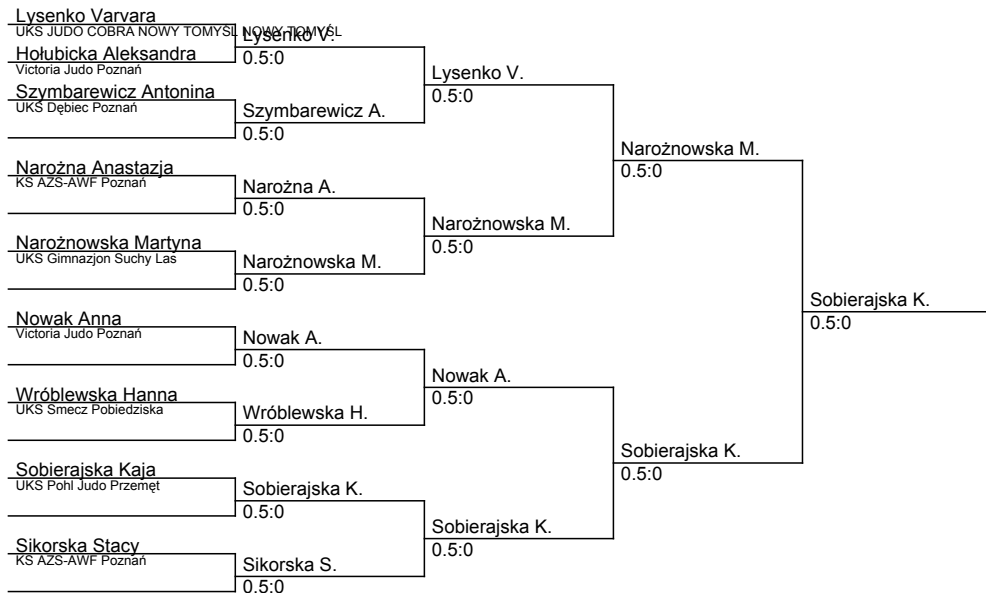 Lysenko Varvara
UKS JUDO COBRA NOWY TOMYŚL NOWY TOMYŚL
Hołubicka Aleksandra
Victoria Judo Poznań
Szymbarewicz Antonina
UKS Dębiec Poznań
Narożna Anastazja
KS AZS-AWF Poznań
Narożnowska Martyna
UKS Gimnazjon Suchy Las
Nowak Anna
Victoria Judo Poznań
Wróblewska Hanna
UKS Smecz Pobiedziska
Sobierajska Kaja
UKS Pohl Judo Przemęt
Sikorska Stacy
KS AZS-AWF Poznań
Lysenko V.
0.5:0
Szymbarewicz A.
0.5:0
Narożna A.
0.5:0
Narożnowska M.
0.5:0
Nowak A.
0.5:0
Wróblewska H.
0.5:0
Sobierajska K.
0.5:0
Sikorska S.
0.5:0
Lysenko V.
0.5:0
Narożnowska M.
0.5:0
Nowak A.
0.5:0
Sobierajska K.
0.5:0
Narożnowska M.
0.5:0
Sobierajska K.
0.5:0
Sobierajska K.
0.5:0